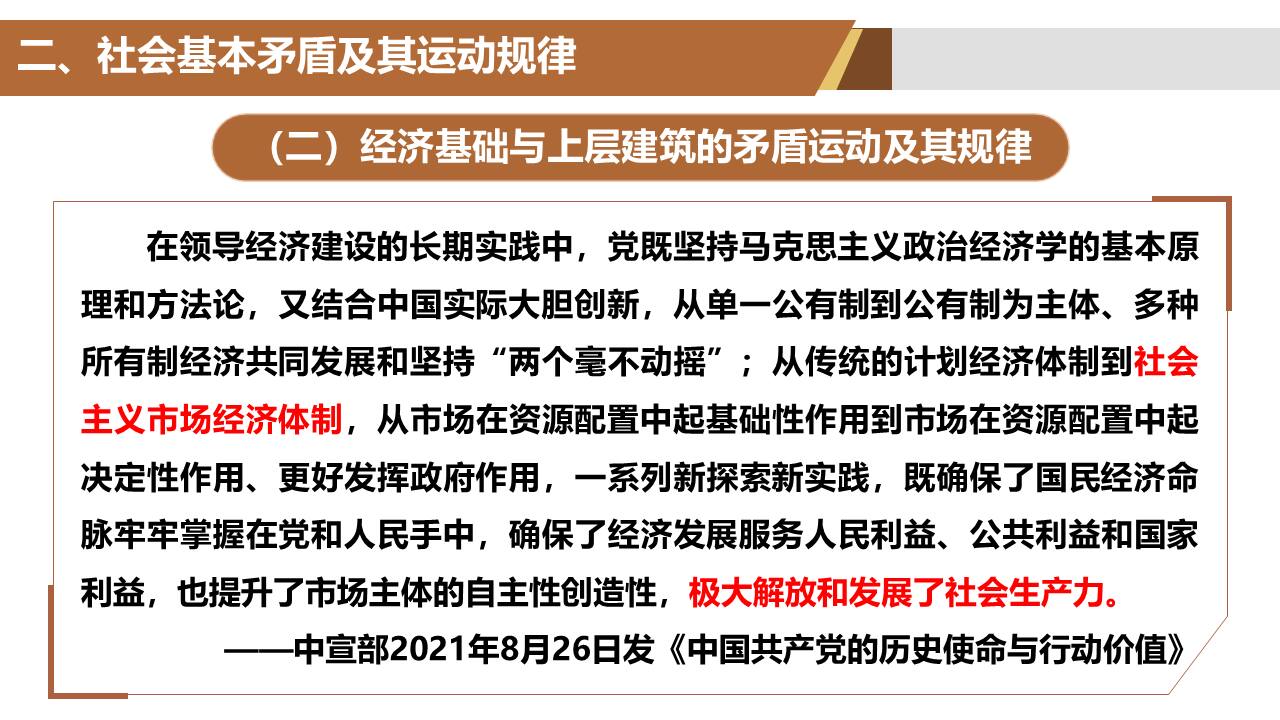 二、社会基本矛盾及其运动规律
（二）经济基础与上层建筑的矛盾运动及其规律
在领导经济建设的长期实践中，党既坚持马克思主义政治经济学的基本原
理和方法论，又结合中国实际大胆创新，从单一公有制到公有制为主体、多种
所有制经济共同发展和坚持“两个毫不动摇”；从传统的计划经济体制到社会
主义市场经济体制，从市场在资源配置中起基础性作用到市场在资源配置中起
决定性作用、更好发挥政府作用，一系列新探索新实践，既确保了国民经济命
脉牢牢掌握在党和人民手中，确保了经济发展服务人民利益、公共利益和国家
利益，也提升了市场主体的自主性创造性，极大解放和发展了社会生产力。
——中宣部2021年8月26日发《中国共产党的历史使命与行动价值》